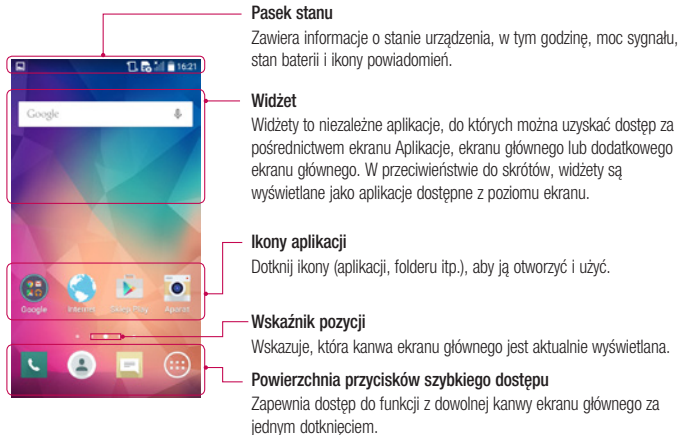 Pasek stanu
Zawiera informacje o stanie urządzenia, w tym godzinę, moc sygnału,
stan baterii i ikony powiadomień.
16:21
Google
Widżet
Widżety to niezależne aplikacje, do których można uzyskać dostęp za
pośrednictwem ekranu Aplikacje, ekranu głównego lub dodatkowego
ekranu głównego. W przeciwieństwie do skrótów, widżety są
wyświetlane jako aplikacje dostępne z poziomu ekranu.
Ikony aplikacji
Dotknij ikony (aplikacji, folderu itp.), aby ją otworzyć i użyć.
Google Internet Sklep Play Aparat
Wskaźnik pozycji
Wskazuje, która kanwa ekranu głównego jest aktualnie wyświetlana.
Powierzchnia przycisków szybkiego dostępu
Zapewnia dostęp do funkcji z dowolnej kanwy ekranu głównego za
jednym dotknięciem.